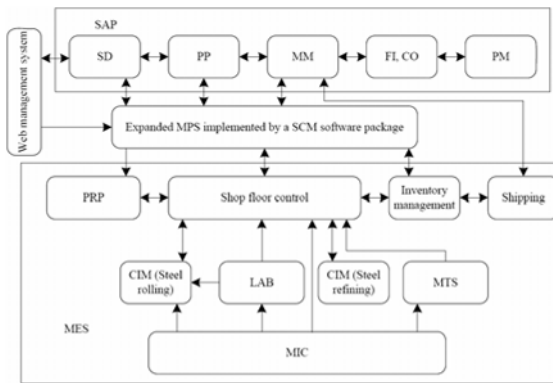 SAP
Web management system
SD
PP
MM
FI, CO
PM
Expanded MPS implemented by a SCM software package
PRP
Shop floor control
Inventory
management
Shipping
CIM (Steel
rolling)
LAB
CIM (Steel
refining)
MTS
MES
MIC